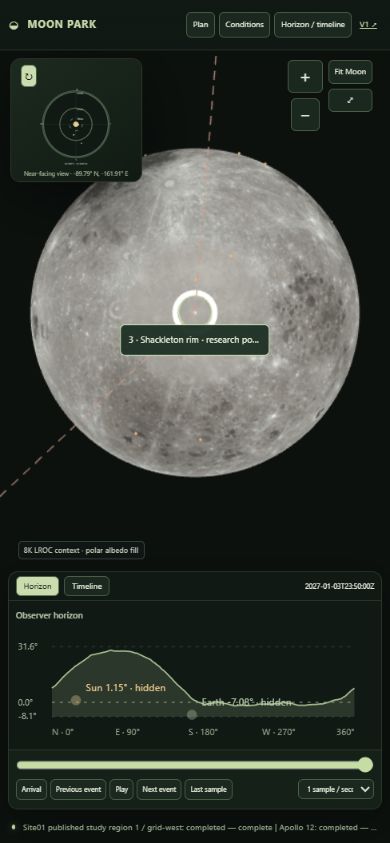 MOON PARK
Plan
Conditions
Horizon / timeline
V1 ↗
Fit Moon
Near-facing view · -89.79° N, -161.91° E
3 · Shackleton rim · research po...
8K LROC context · polar albedo fill
Horizon
Timeline
2027-01-03T23:50:00Z
Observer horizon
31.6°
Sun 1.15° · hidden
0.0°
Earth -7.08° · hidden
-8.1°
N · 0°
E · 90°
S · 180°
W · 270°
360°
Arrival
Previous event
Play
Next event
Last sample
1 sample / sec
Site01 published study region 1 / grid-west: completed — complete | Apollo 12: completed — ...